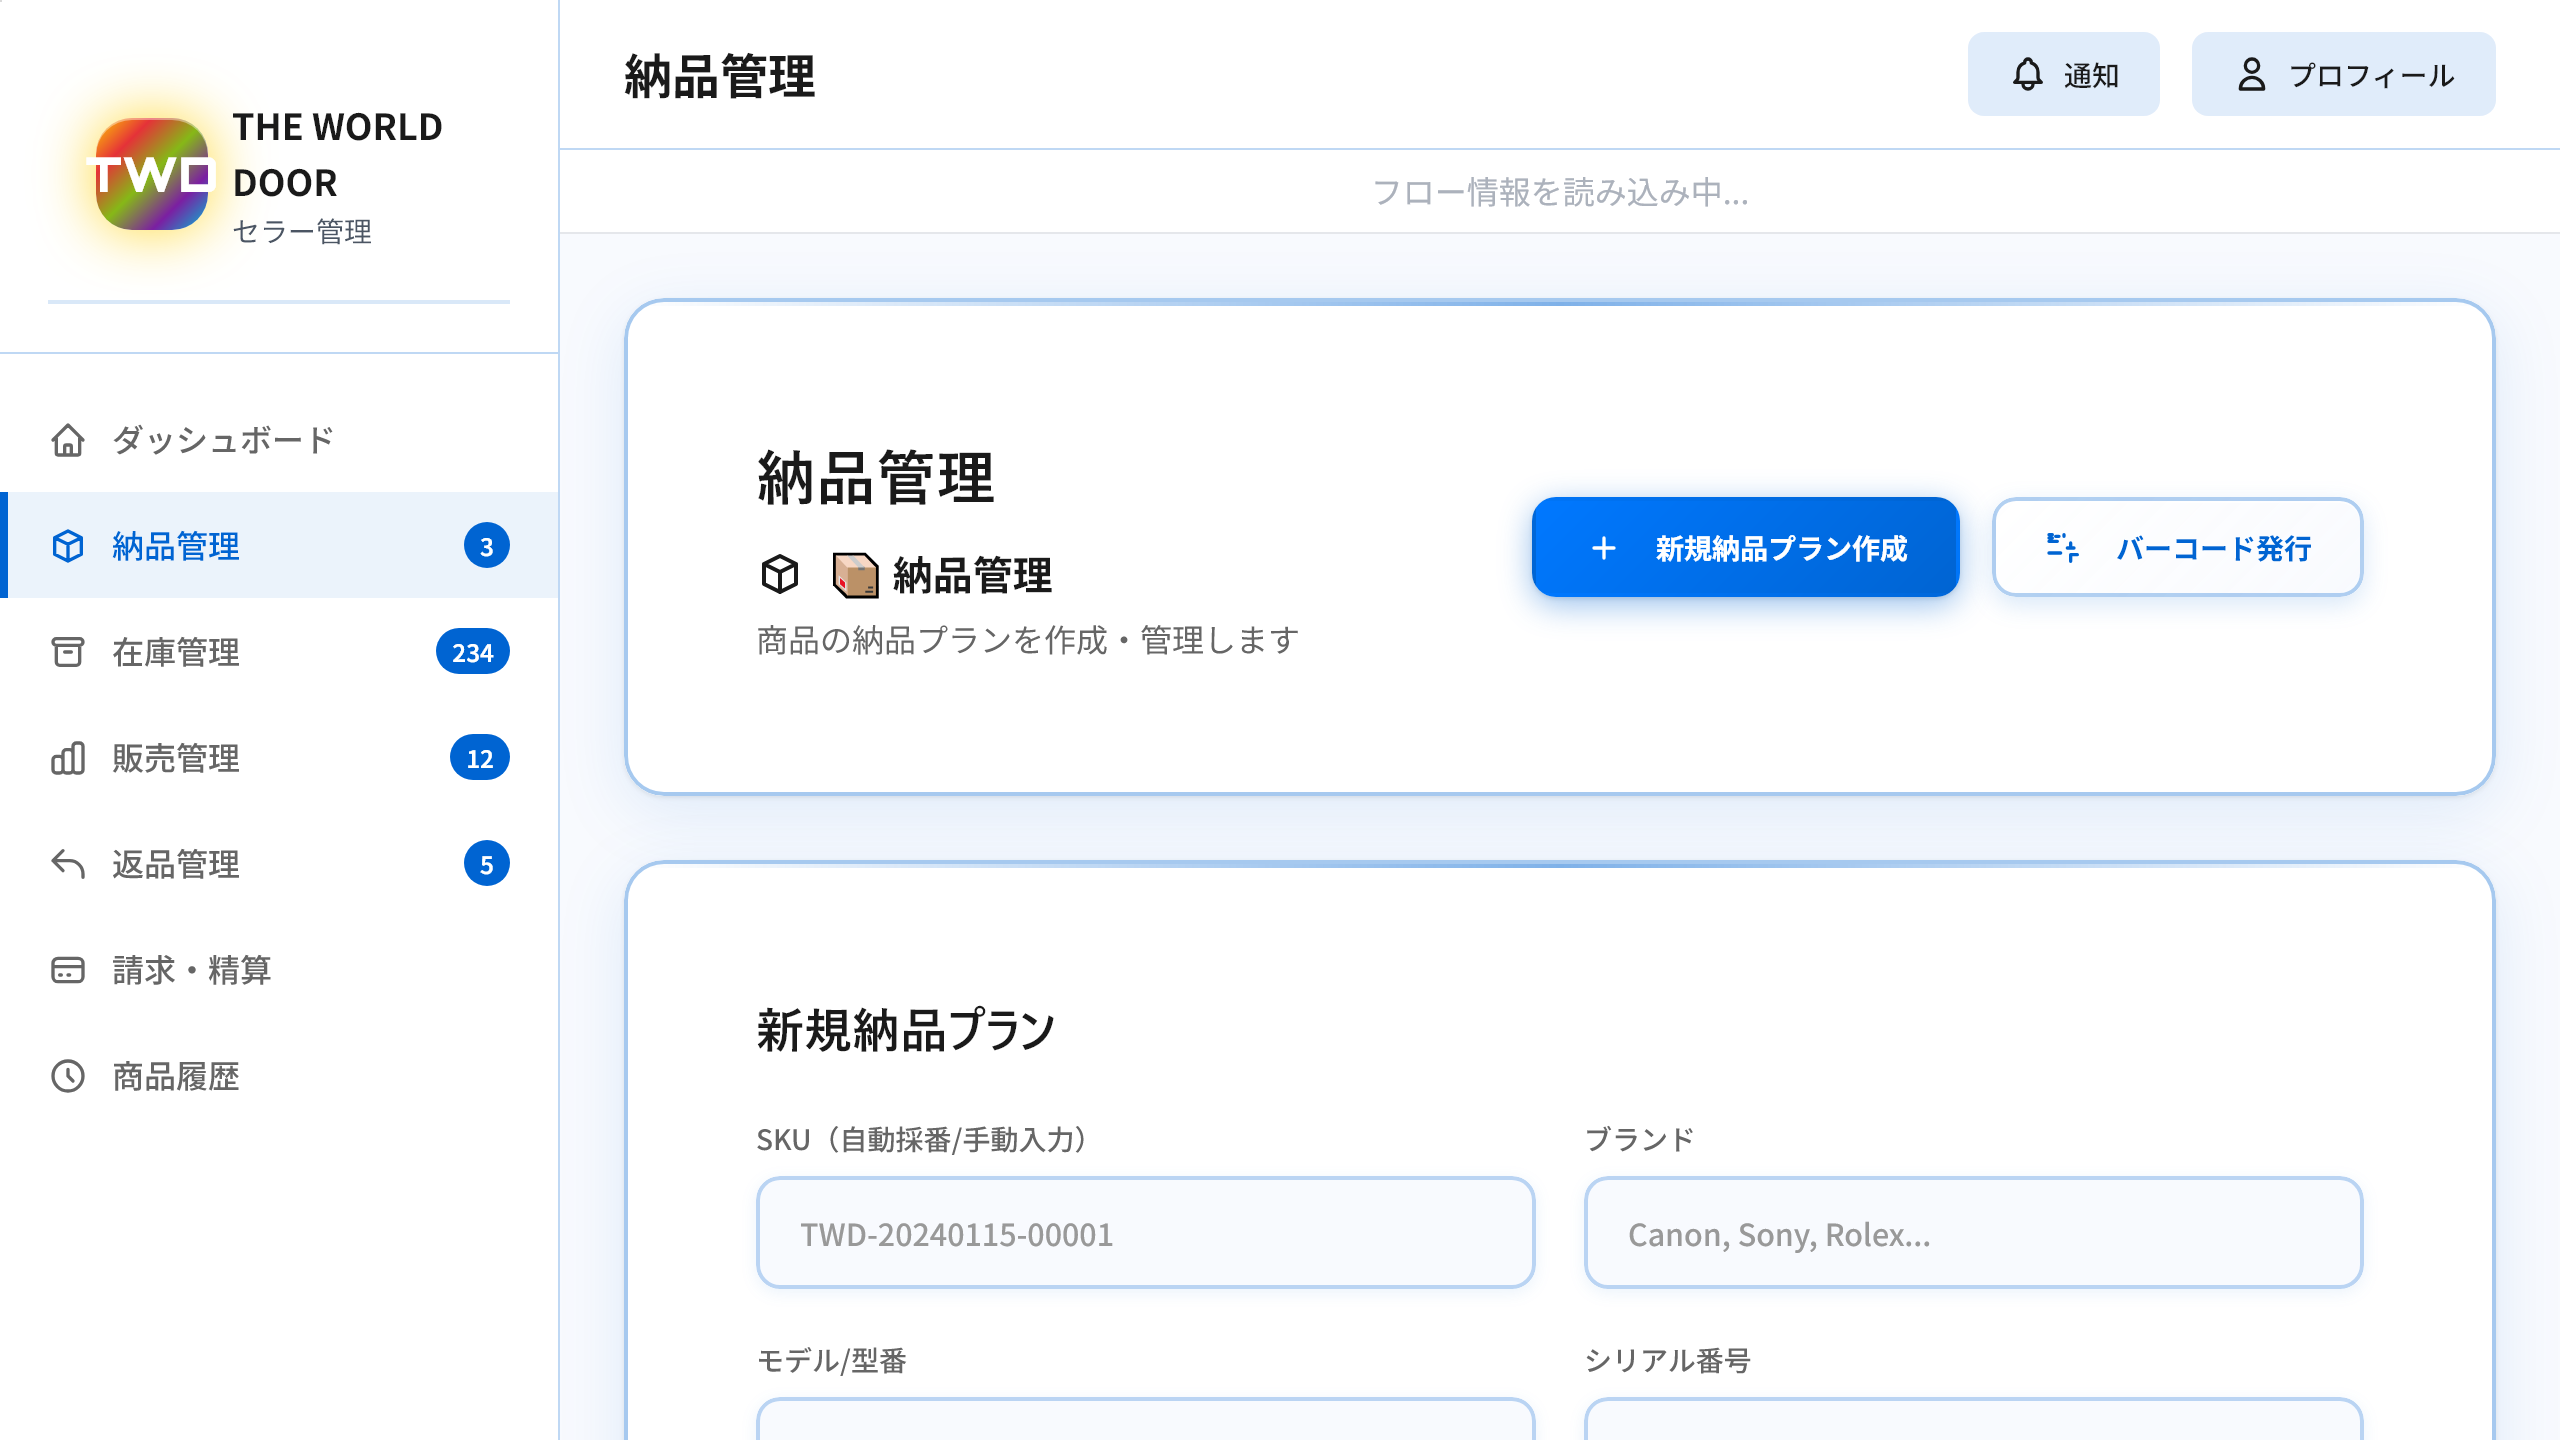 TWD
THE WORLD
DOOR
セラー管理
ダッシュボード
納品管理
3
在庫管理
234
販売管理
12
返品管理
5
請求・精算
商品履歴
納品管理
通知
プロフィール
フロー情報を読み込み中...
納品管理
📦 納品管理
商品の納品プランを作成・管理します
新規納品プラン作成
バーコード発行
新規納品プラン
SKU（自動採番/手動入力）
TWD-20240115-00001
ブランド
Canon, Sony, Rolex...
モデル/型番
シリアル番号